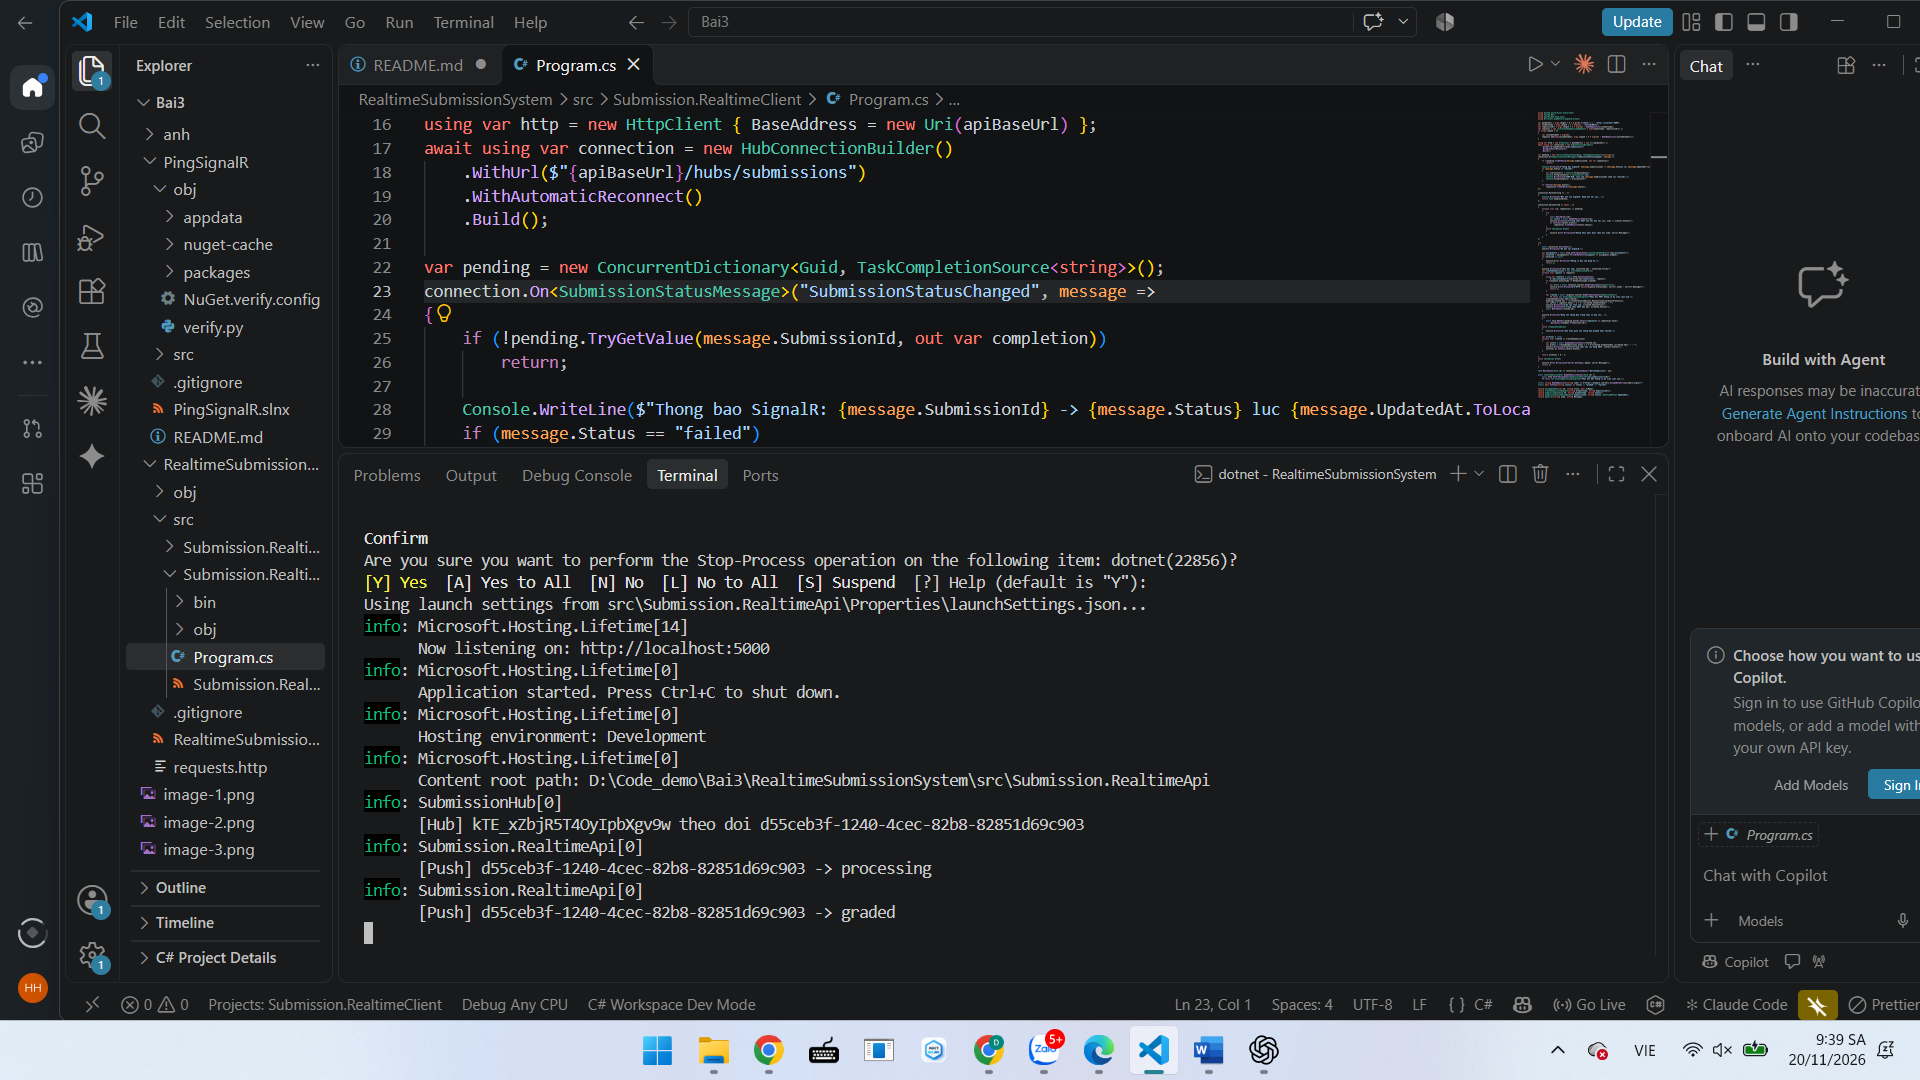 File Edit Selection View Go Run Terminal Help
Bai3
Update
Explorer
Bai3
anh
PingSignalR
obj
appdata
nuget-cache
packages
NuGet.verify.config
verify.py
src
.gitignore
PingSignalR.slnx
README.md
RealtimeSubmission...
obj
src
Submission.Realti...
Submission.Realti...
bin
obj
Program.cs
Submission.Real...
.gitignore
RealtimeSubmissio...
requests.http
image-1.png
image-2.png
image-3.png
Outline
Timeline
C# Project Details
README.md
Program.cs
RealtimeSubmissionSystem > src > Submission.RealtimeClient > Program.cs > ...
16 using var http = new HttpClient { BaseAddress = new Uri(apiBaseUrl) };
17 await using var connection = new HubConnectionBuilder()
18 .WithUrl($"{apiBaseUrl}/hubs/submissions")
19 .WithAutomaticReconnect()
20 .Build();
21
22 var pending = new ConcurrentDictionary<Guid, TaskCompletionSource<string>>();
23 connection.On<SubmissionStatusMessage>("SubmissionStatusChanged", message =>
24 {
25 if (!pending.TryGetValue(message.SubmissionId, out var completion))
26 return;
27
28 Console.WriteLine($"Thong bao SignalR: {message.SubmissionId} -> {message.Status} luc {message.UpdatedAt.ToLoca
29 if (message.Status == "failed")
Problems Output Debug Console Terminal Ports
dotnet - RealtimeSubmissionSystem
Confirm
Are you sure you want to perform the Stop-Process operation on the following item: dotnet(22856)?
[Y] Yes [A] Yes to All [N] No [L] No to All [S] Suspend [?] Help (default is "Y"):
Using launch settings from src\Submission.RealtimeApi\Properties\launchSettings.json...
info: Microsoft.Hosting.Lifetime[14]
Now listening on: http://localhost:5000
info: Microsoft.Hosting.Lifetime[0]
Application started. Press Ctrl+C to shut down.
info: Microsoft.Hosting.Lifetime[0]
Hosting environment: Development
info: Microsoft.Hosting.Lifetime[0]
Content root path: D:\Code_demo\Bai3\RealtimeSubmissionSystem\src\Submission.RealtimeApi
info: SubmissionHub[0]
[Hub] kTE_xZbjR5T4OyIpbXgv9w theo doi d55ceb3f-1240-4cec-82b8-82851d69c903
info: Submission.RealtimeApi[0]
[Push] d55ceb3f-1240-4cec-82b8-82851d69c903 -> processing
info: Submission.RealtimeApi[0]
[Push] d55ceb3f-1240-4cec-82b8-82851d69c903 -> graded
Chat
Build with Agent
AI responses may be inaccurat
Generate Agent Instructions to
onboard AI onto your codebas
Choose how you want to us
Copilot.
Sign in to use GitHub Copilo
models, or add a model with
your own API key.
Add Models
Sign In
Program.cs
Chat with Copilot
Models
Copilot
0 0 Projects: Submission.RealtimeClient Debug Any CPU C# Workspace Dev Mode
Ln 23, Col 1 Spaces: 4 UTF-8 LF { } C# Go Live Claude Code Prettier
HH
5+
VIE
9:39 SA
20/11/2026